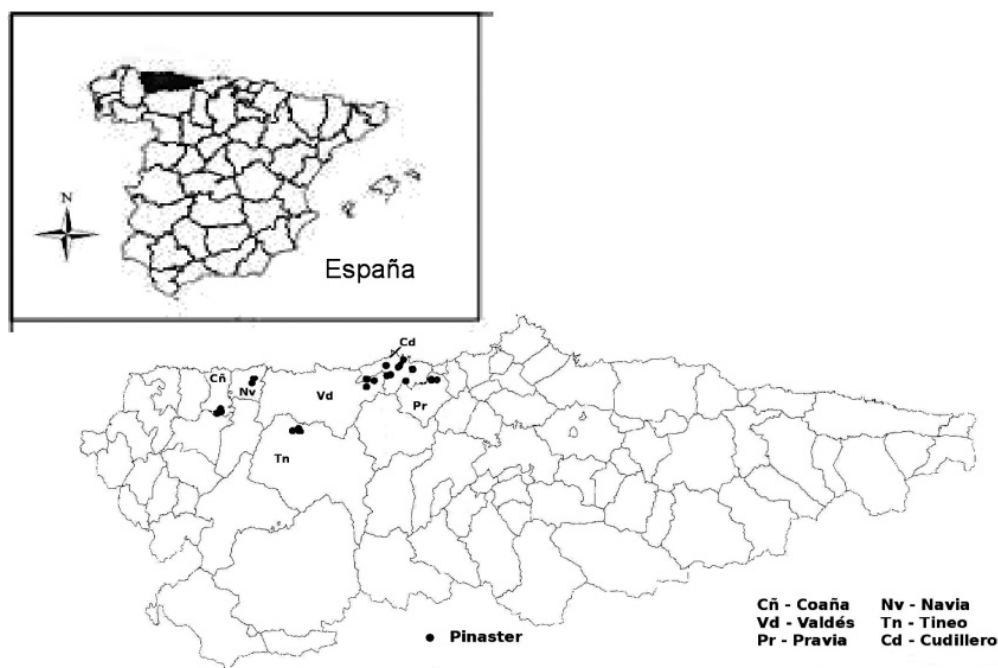 N
España
Cd
Cñ
Nv
Vd
Pr
Tn
Cñ - Coaña Nv - Navia
Vd - Valdés Tn - Tineo
Pr - Pravia Cd - Cudillero
Pinaster